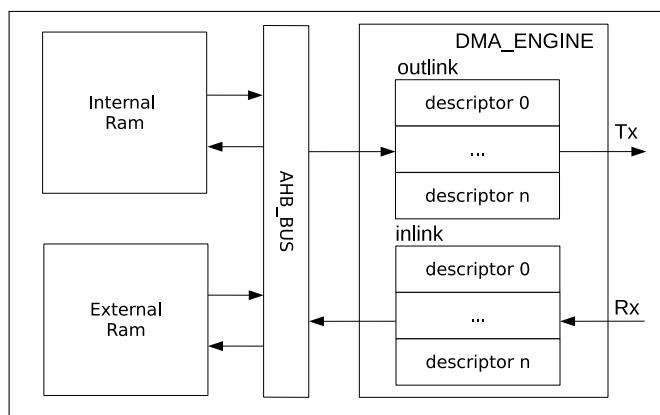 DMA_ENGINE
Internal
Ram
External
Ram
AHB_BUS
outlink
descriptor 0
...
descriptor n
Tx
inlink
descriptor 0
...
descriptor n
Rx